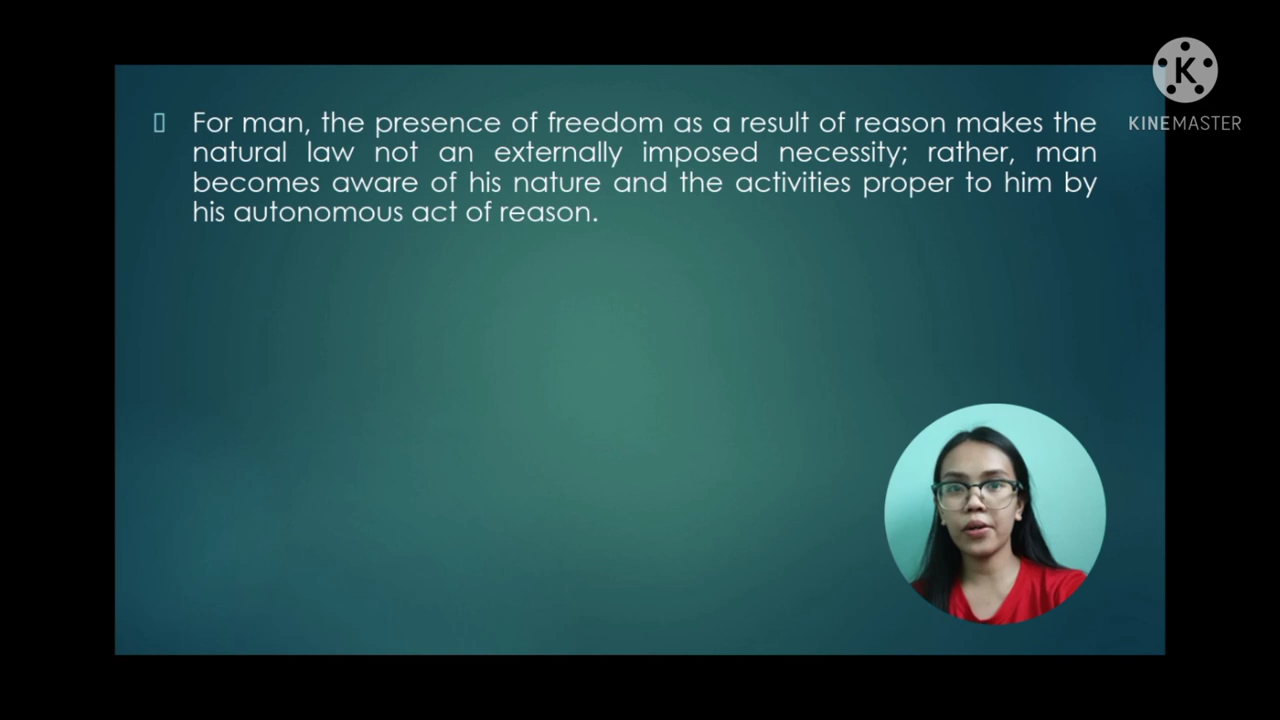 For man, the presence of freedom as a result of reason makes the
natural law not an externally imposed necessity; rather, man
becomes aware of his nature and the activities proper to him by
his autonomous act of reason.
K
KINEMASTER